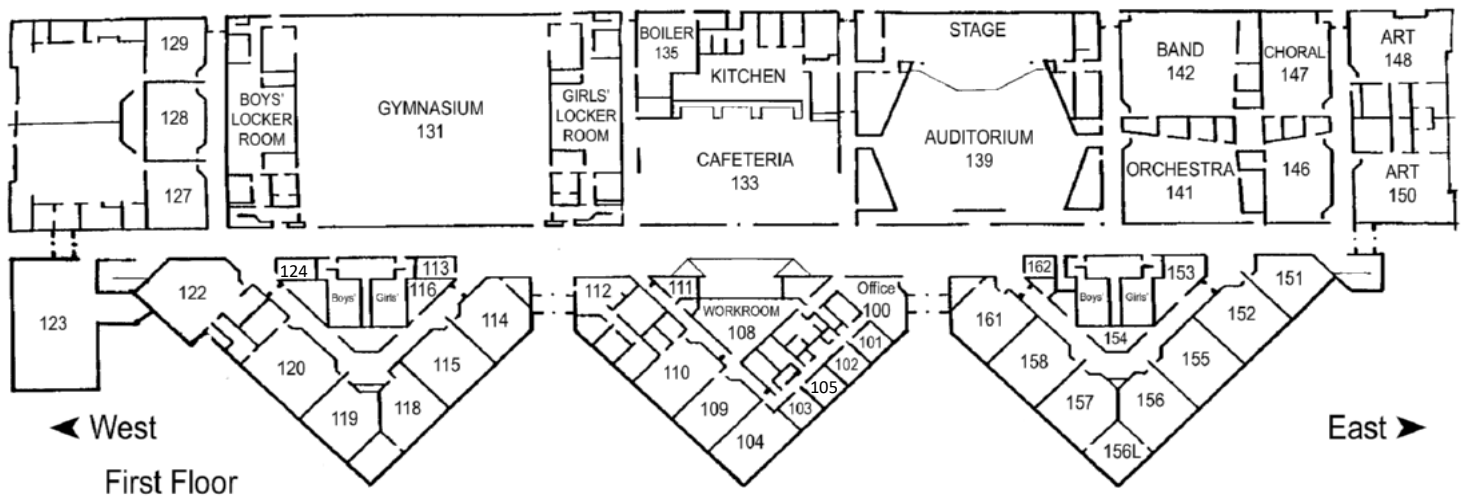 129
128
127
BOYS'
LOCKER
ROOM
GYMNASIUM
131
GIRLS'
LOCKER
ROOM
BOILER
135
KITCHEN
CAFETERIA
133
STAGE
AUDITORIUM
139
BAND
142
CHORAL
147
ORCHESTRA
141
146
ART
148
ART
150
123
122
124
Boys'
Girls'
113
116
114
115
120
119
118
112
111
WORKROOM
108
Office
100
101
102
105
103
110
109
104
162
Boys'
Girls'
153
151
161
154
152
158
155
157
156
156L
West
East
First Floor